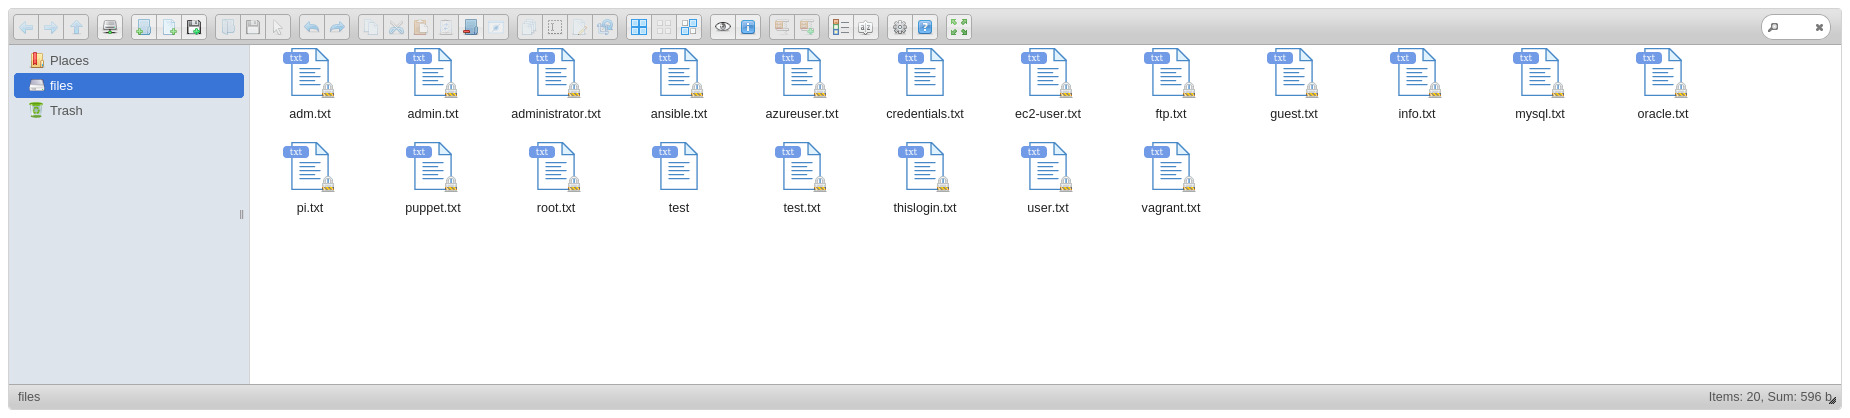 Places
files
Trash
txt txt txt txt txt txt txt txt txt txt txt txt
adm.txt admin.txt administrator.txt ansible.txt azureuser.txt credentials.txt ec2-user.txt ftp.txt guest.txt info.txt mysql.txt oracle.txt
txt txt txt txt txt txt txt txt
pi.txt puppet.txt root.txt test test.txt thislogin.txt user.txt vagrant.txt
files
Items: 20, Sum: 596 b